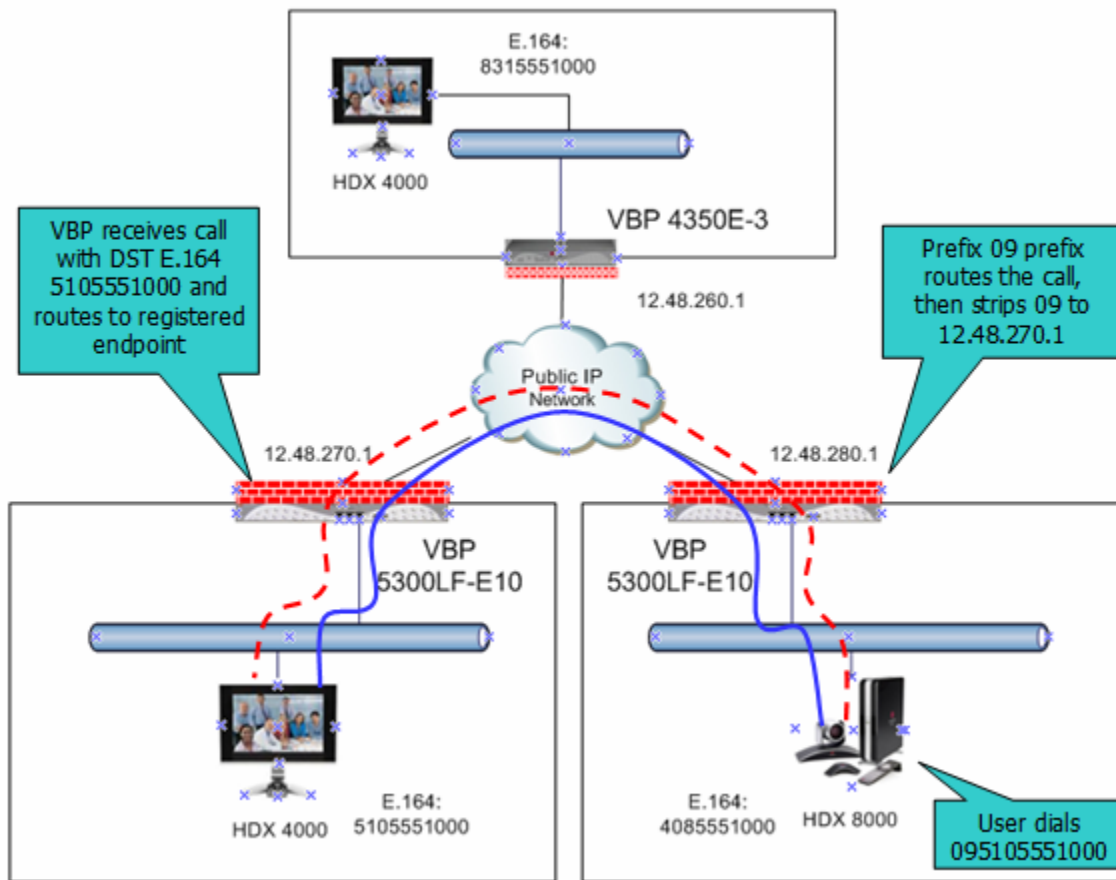 E.164:
8315551000
HDX 4000
VBP 4350E-3
12.48.260.1
VBP receives call
with DST E.164
5105551000 and
routes to registered
endpoint
Prefix 09 prefix
routes the call,
then strips 09 to
12.48.270.1
Public IP
Network
12.48.270.1
12.48.280.1
VBP
5300LF-E10
VBP
5300LF-E10
HDX 4000
E.164:
5105551000
E.164:
4085551000
HDX 8000
User dials
095105551000